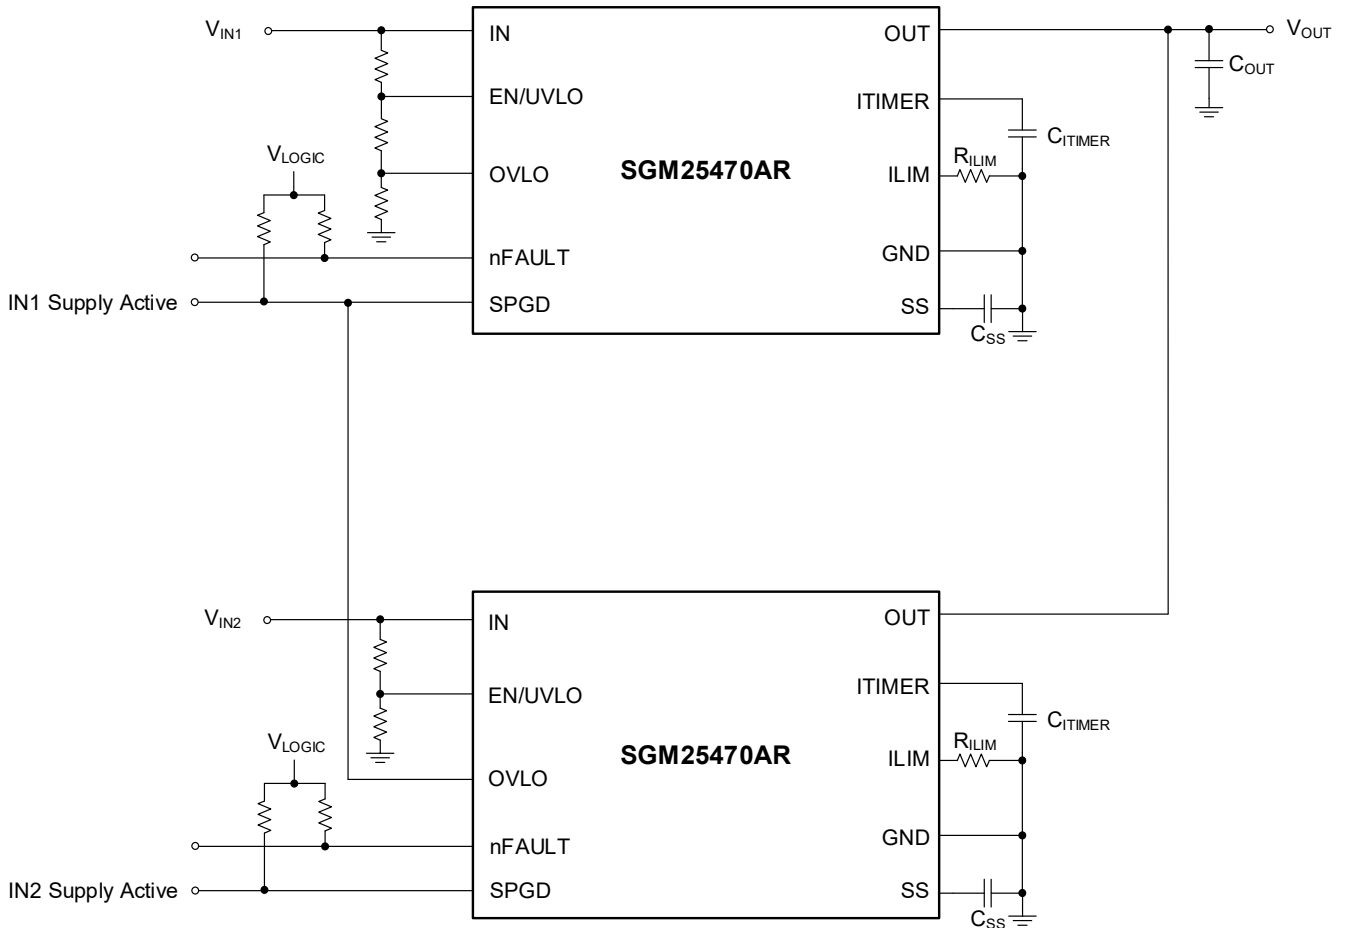 VIN1
IN
OUT
VOUT
COUT
EN/UVLO
ITIMER
CITIMER
VLOGIC
OVLO
SGM25470AR
ILIM
RILIM
nFAULT
GND
IN1 Supply Active
SPGD
SS
CSS
VIN2
IN
OUT
EN/UVLO
ITIMER
CITIMER
VLOGIC
OVLO
SGM25470AR
ILIM
RILIM
nFAULT
GND
IN2 Supply Active
SPGD
SS
CSS